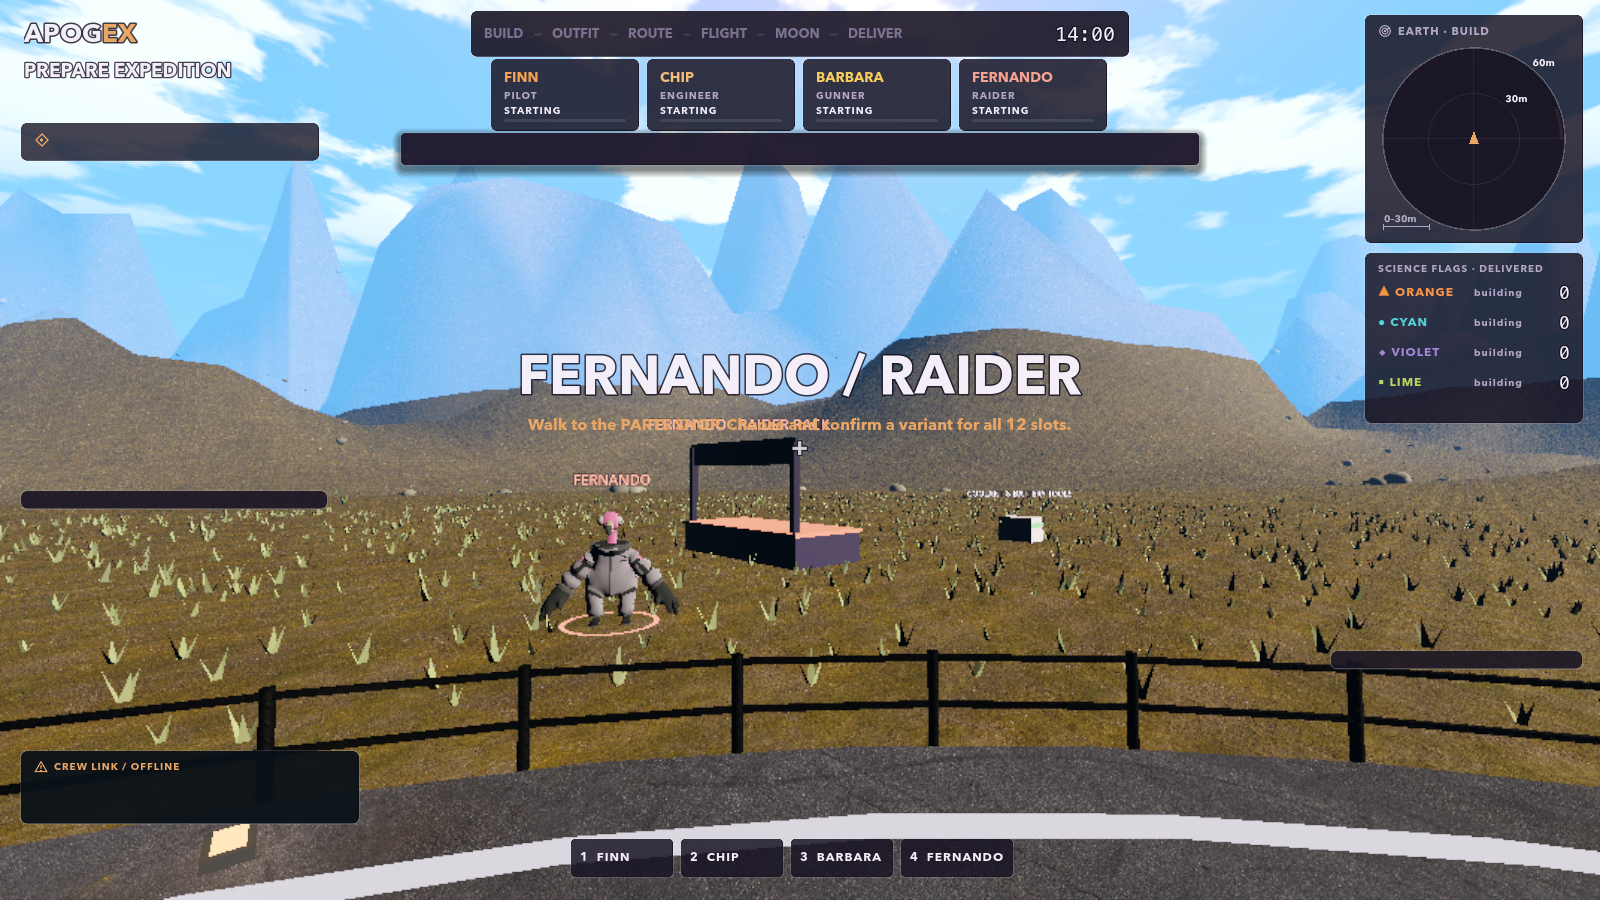 APOGEX
PREPARE EXPEDITION
BUILD – OUTFIT – ROUTE – FLIGHT – MOON – DELIVER
14:00
FINN
PILOT
STARTING
CHIP
ENGINEER
STARTING
BARBARA
GUNNER
STARTING
FERNANDO
RAIDER
STARTING
EARTH · BUILD
60m
30m
0-30m
SCIENCE FLAGS · DELIVERED
ORANGE building 0
CYAN building 0
VIOLET building 0
LIME building 0
FERNANDO / RAIDER
Walk to the confirm a variant for all 12 slots.
FERNANDO
CREW LINK / OFFLINE
1 FINN
2 CHIP
3 BARBARA
4 FERNANDO